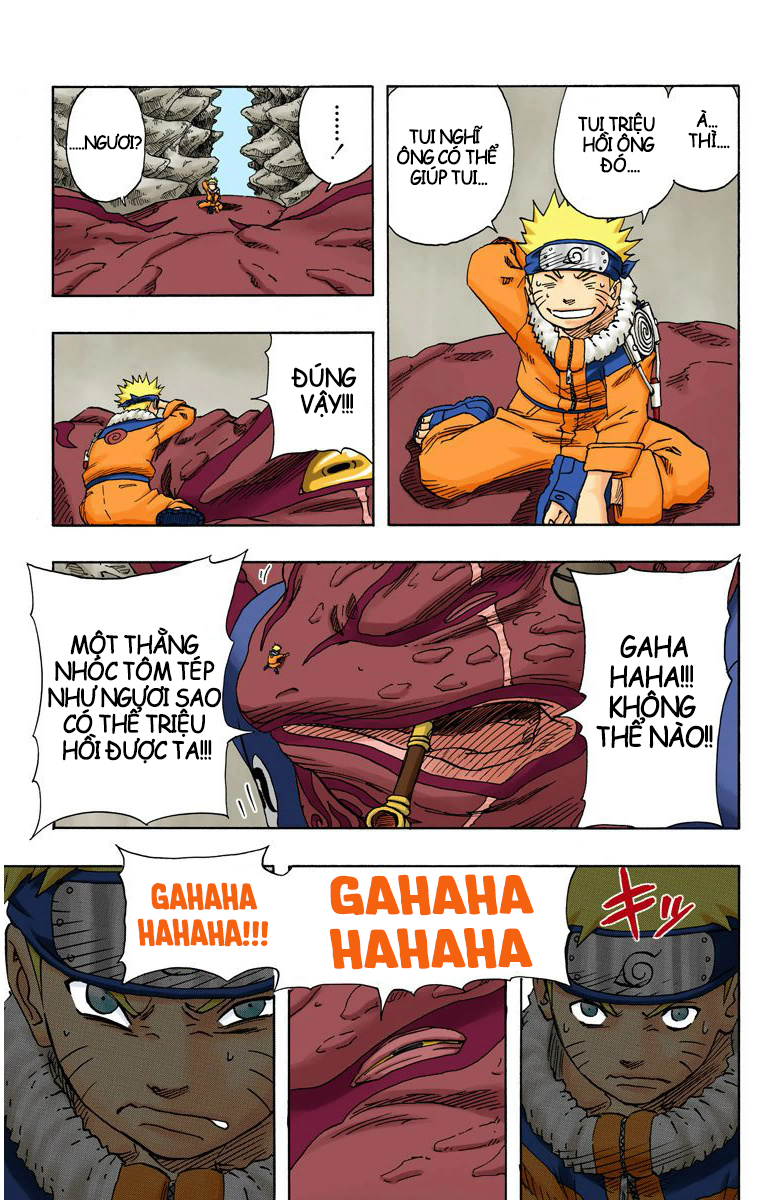 À...
THÌ....
TUI TRIỆU
HỒI ÔNG
ĐÓ....
TUI NGHĨ
ÔNG CÓ THỂ
GIÚP TUI...
......!
.....NGƯƠI?
ĐÚNG
VẬY!!!
GAHA
HAHA!!!
KHÔNG
THỂ NÀO!!
MỘT THẰNG
NHÓC TÔM TÉP
NHƯ NGƯƠI SAO
CÓ THỂ TRIỆU
HỒI ĐƯỢC TA!!!
キッ
GAHAHA
HAHAHA
GAHAHA
HAHAHA!!!